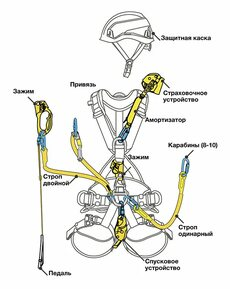 Защитная каска
Привязь
Зажим
Страховочное
устройство
Амортизатор
Карабины (8-10)
Зажим
Строп
двойной
Строп
одинарный
Спусковое
устройство
Педаль